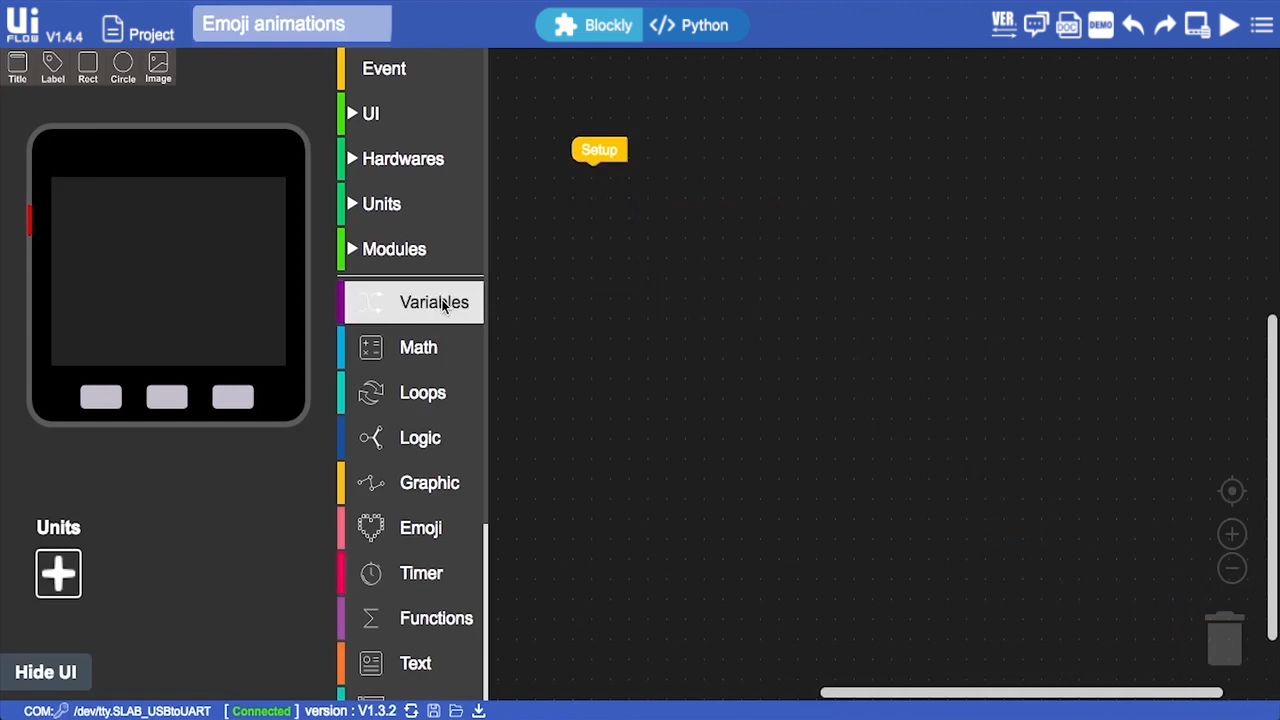 Ui
FLOW V1.4.4
Project
Emoji animations
Blockly
</> Python
VER.
DOC
DEMO
Title
Label
Rect
Circle
Image
Event
UI
Hardwares
Units
Modules
Variables
Math
Loops
Logic
Graphic
Emoji
Timer
Functions
Text
Setup
Units
Hide UI
COM: /dev/tty.SLAB_USBtoUART [ Connected ] version : V1.3.2